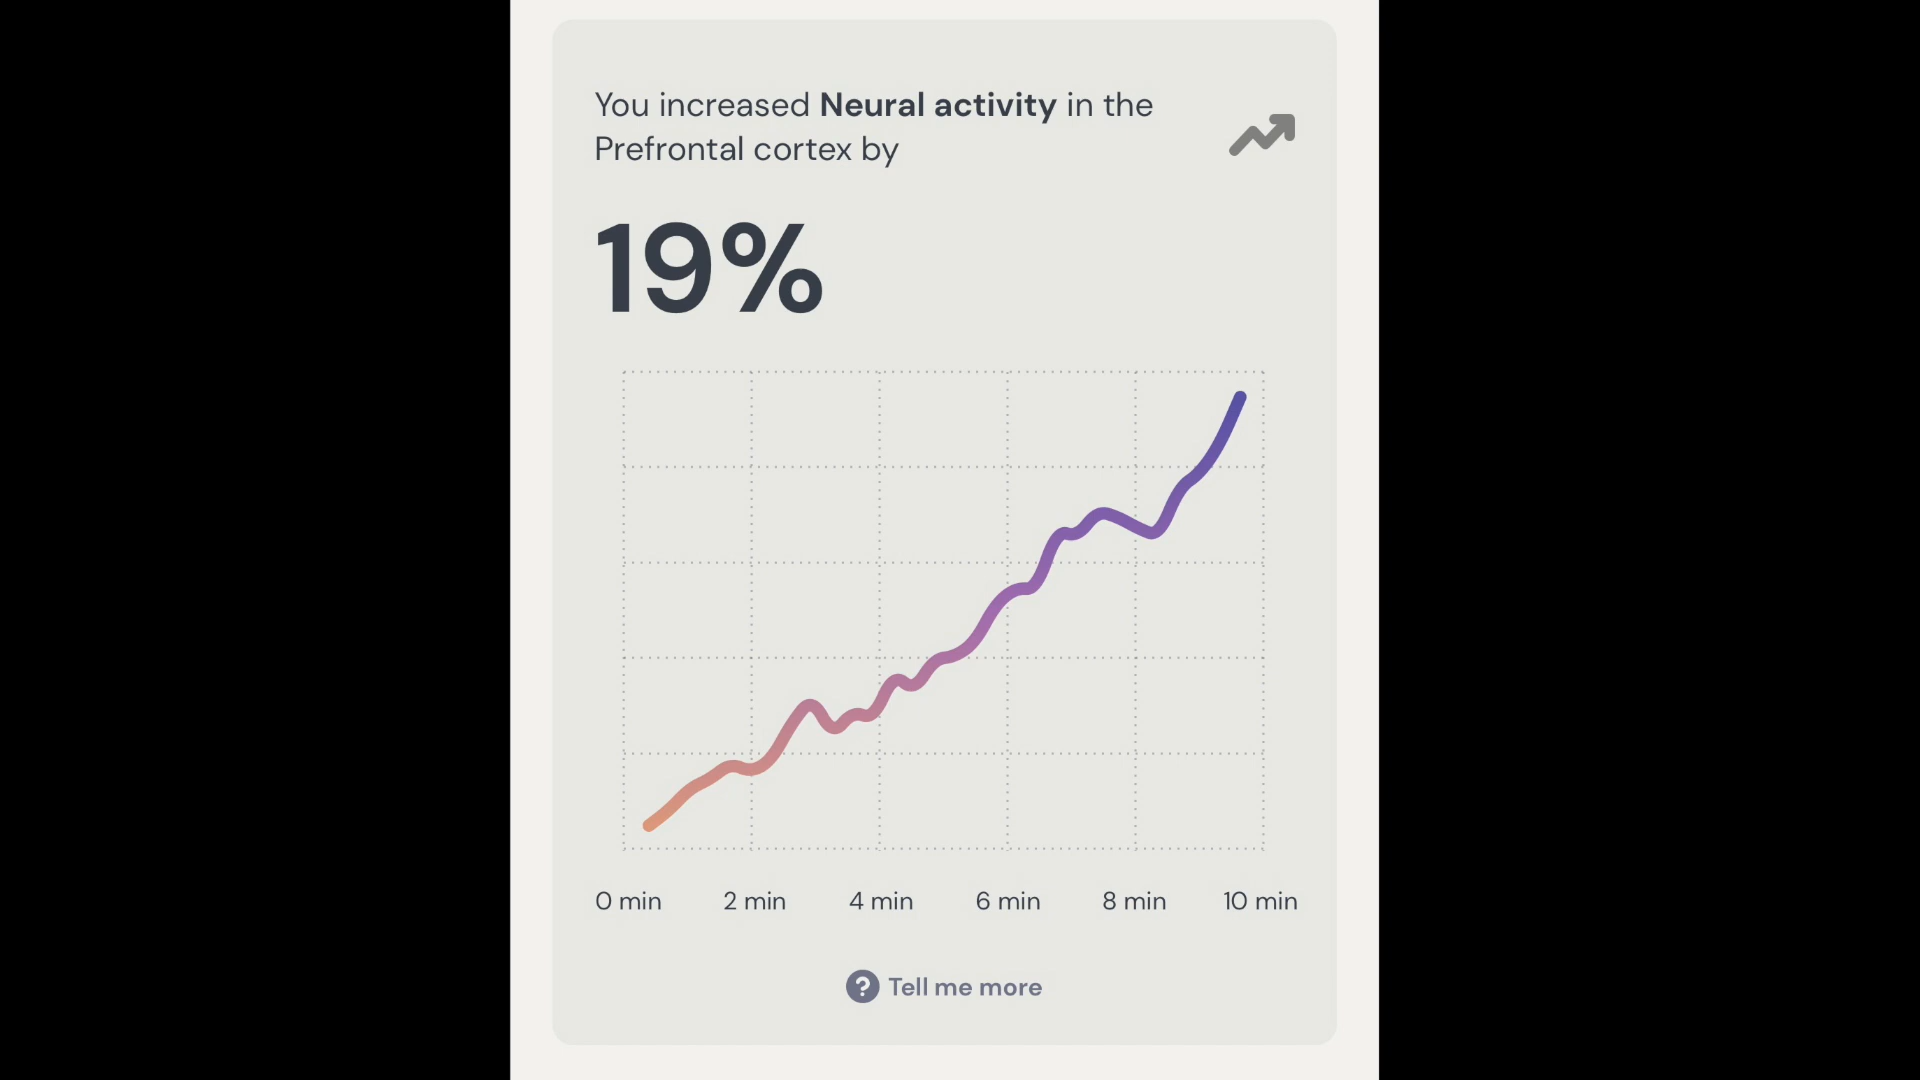 You increased Neural activity in the
Prefrontal cortex by
19%
0 min 2 min 4 min 6 min 8 min 10 min
? Tell me more